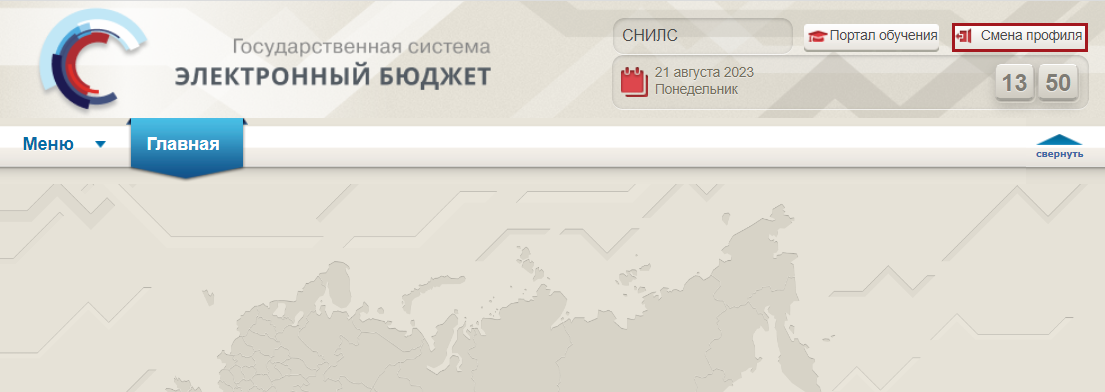 Государственная система
ЭЛЕКТРОННЫЙ БЮДЖЕТ
СНИЛС
Портал обучения
Смена профиля
21 августа 2023
Понедельник
13 50
Меню
Главная
свернуть